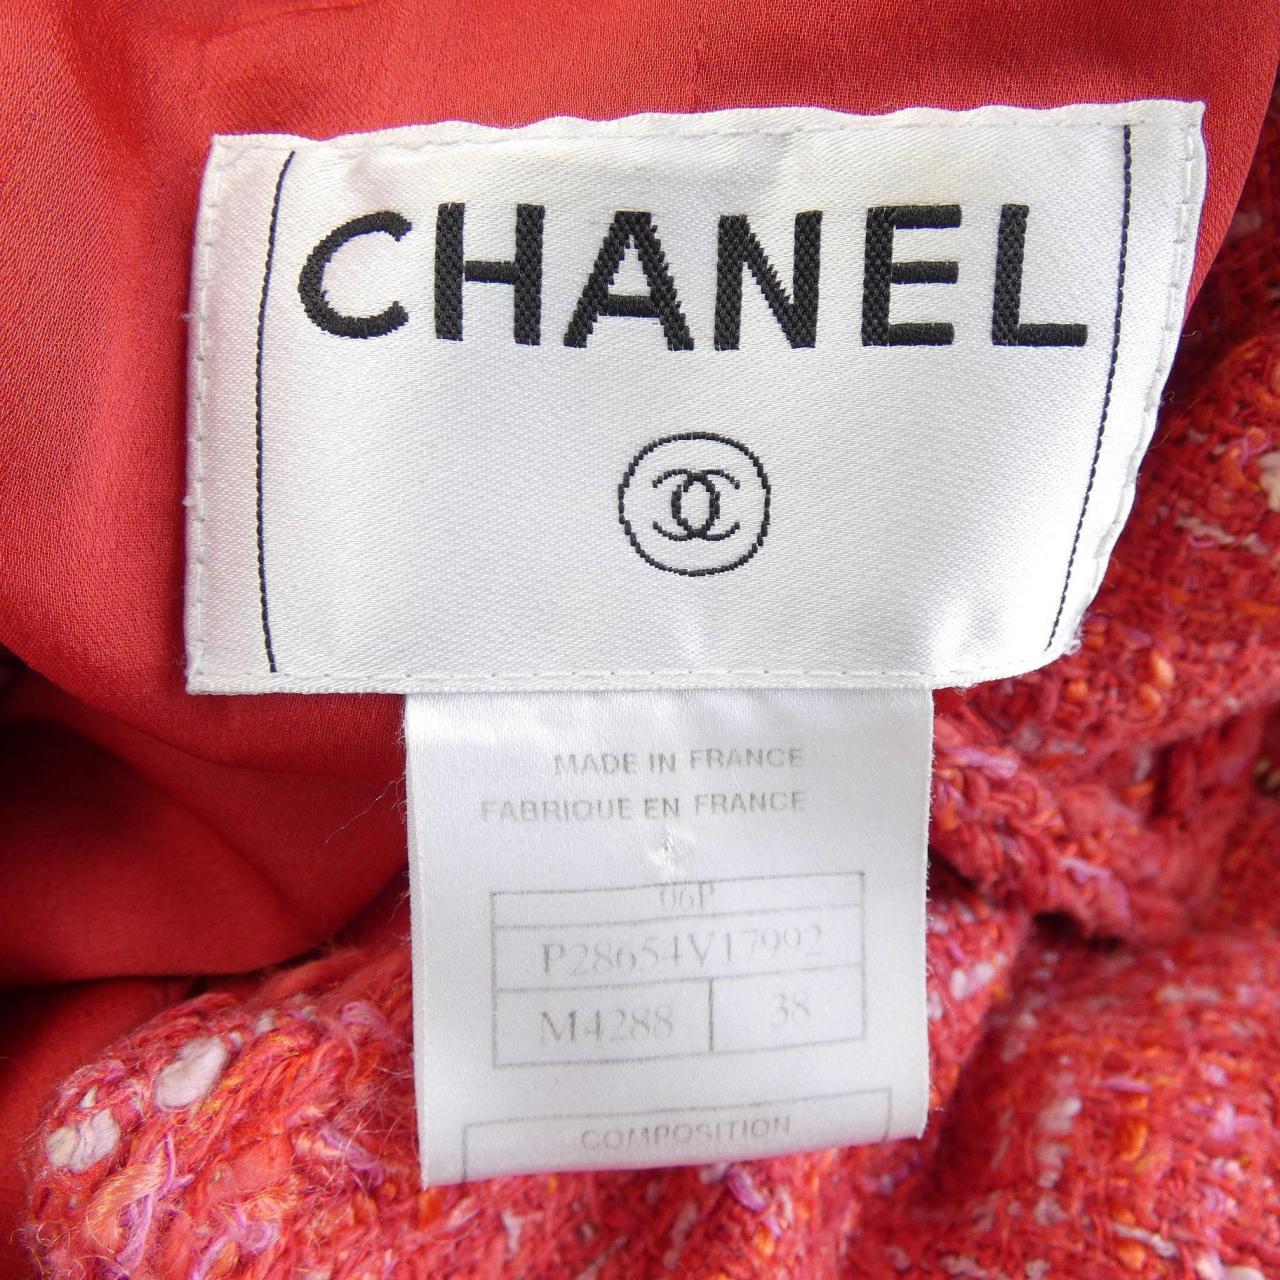 CHANEL
MADE IN FRANCE
FABRIQUE EN FRANCE
06P
P28654V17992
M4288 38
COMPOSITION